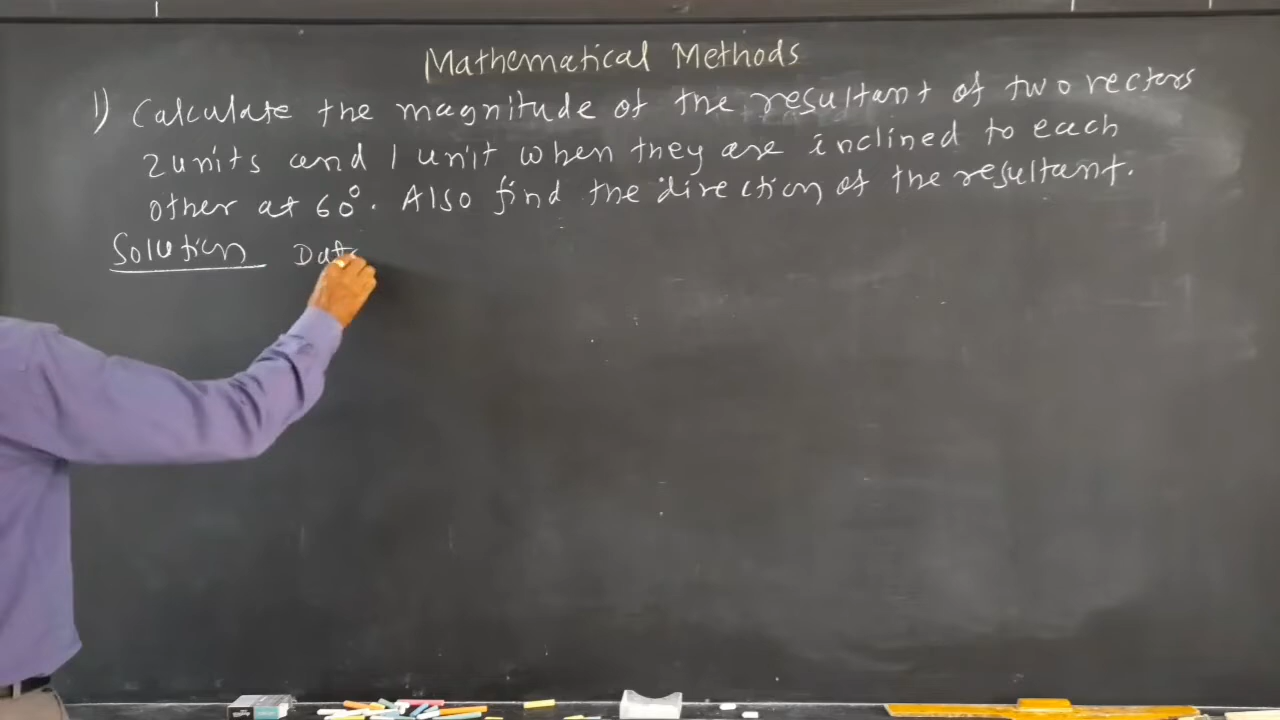 Mathematical Methods
1) Calculate the magnitude of the resultant of two vectors
2 units and 1 unit when they are inclined to each
other at 60°. Also find the direction of the resultant.
Solution Data